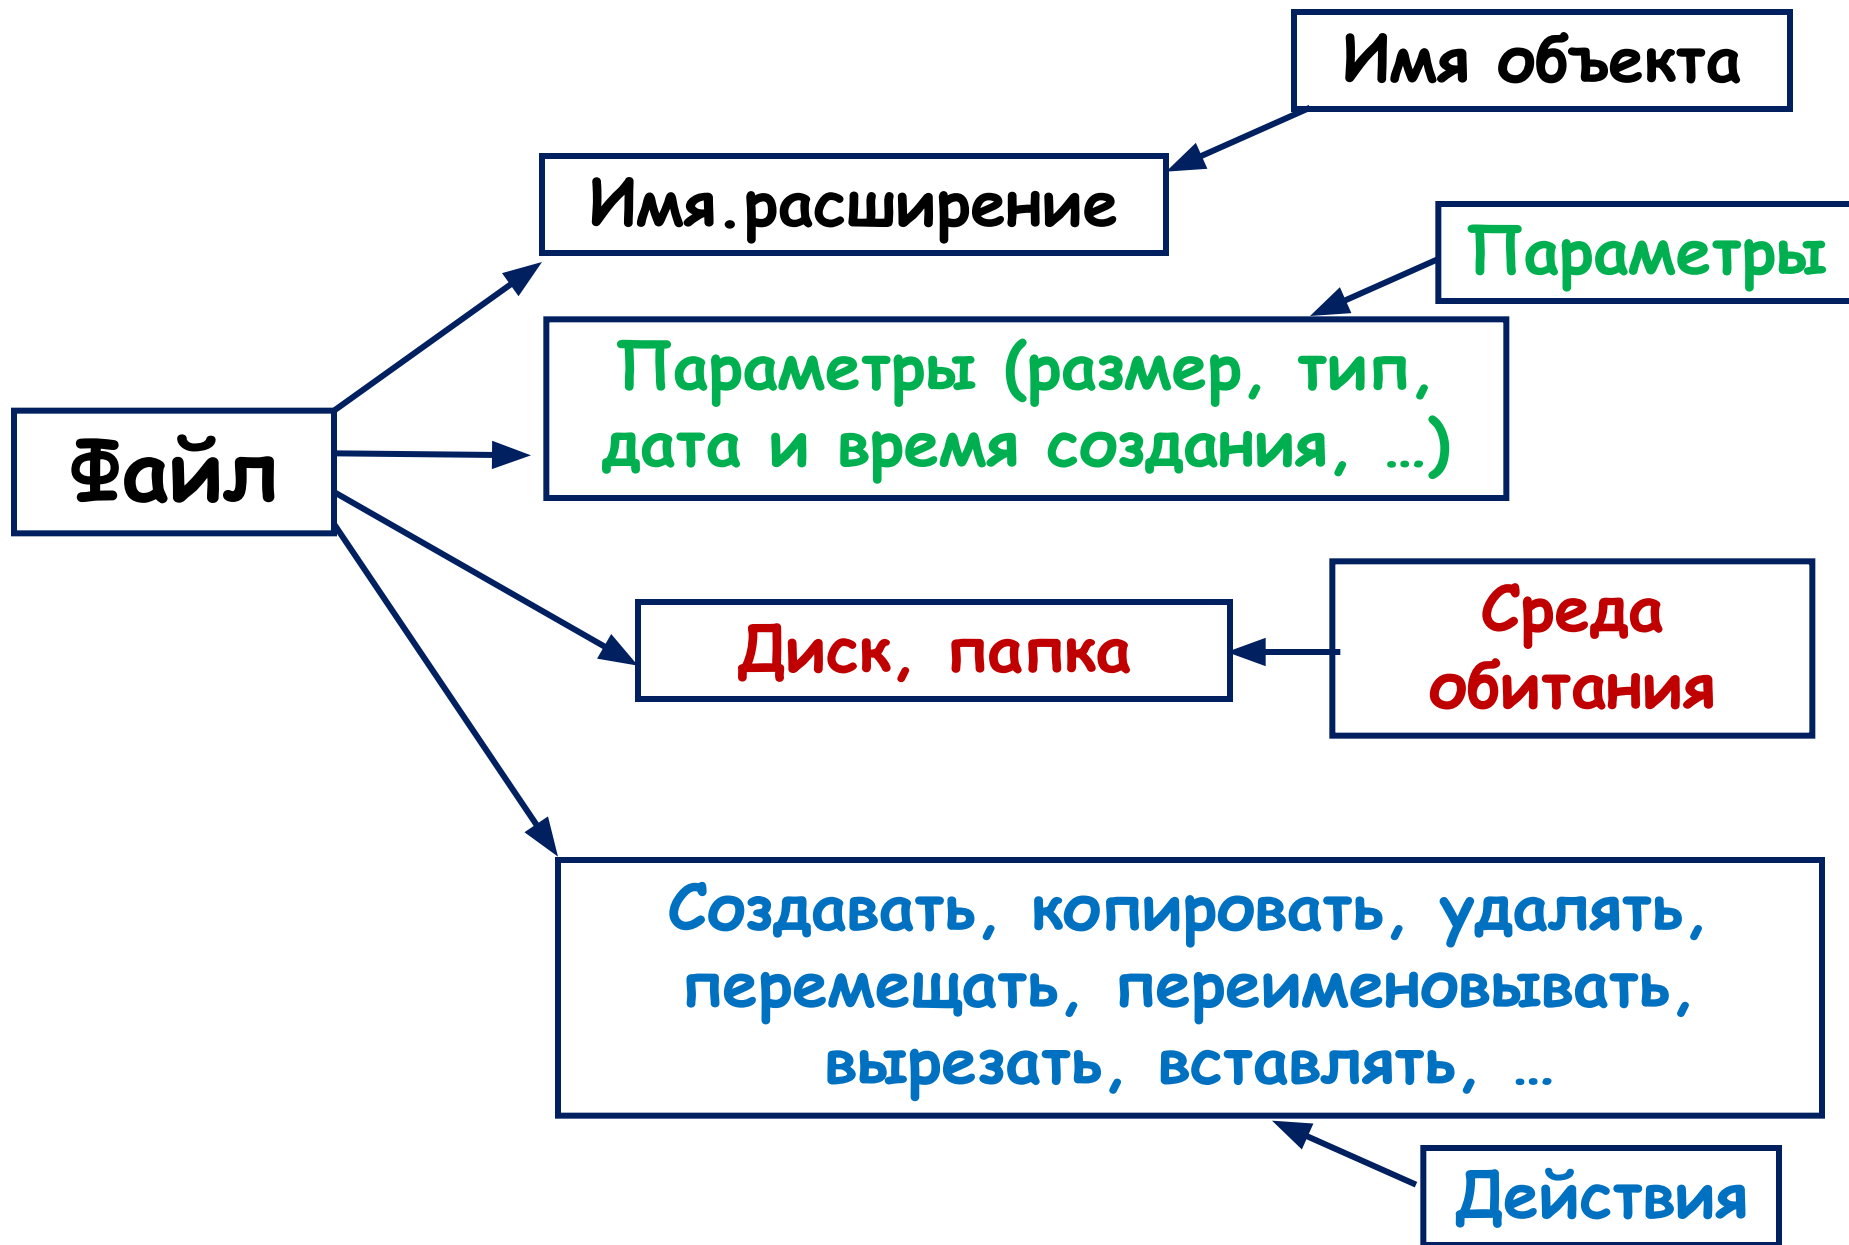 Имя объекта
Имя.расширение
Параметры
Параметры (размер, тип,
дата и время создания, ...)
Файл
Среда
обитания
Диск, папка
Создавать, копировать, удалять,
перемещать, переименовывать,
вырезать, вставлять, ...
Действия